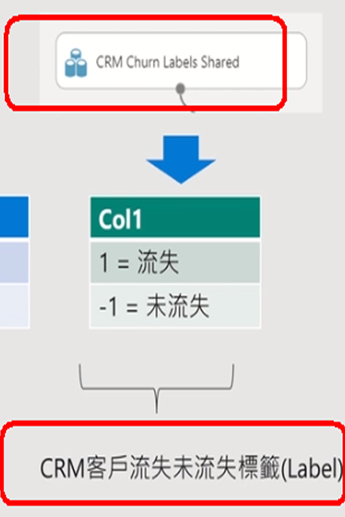 CRM Churn Labels Shared
Col1
1 = 流失
-1 = 未流失
CRM客戶流失未流失標籤(Label)